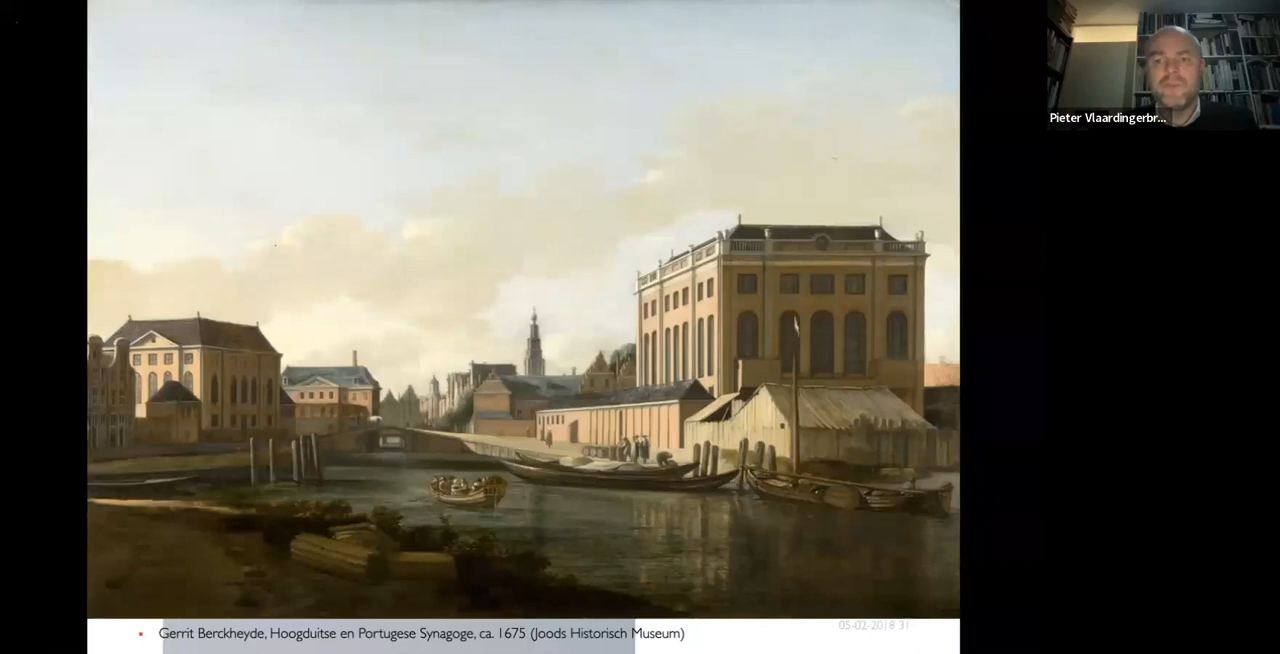 Pieter Vlaardingerbr...
05-02-2018 31
▪ Gerrit Berckheyde, Hoogduitse en Portugese Synagoge, ca. 1675 (Joods Historisch Museum)